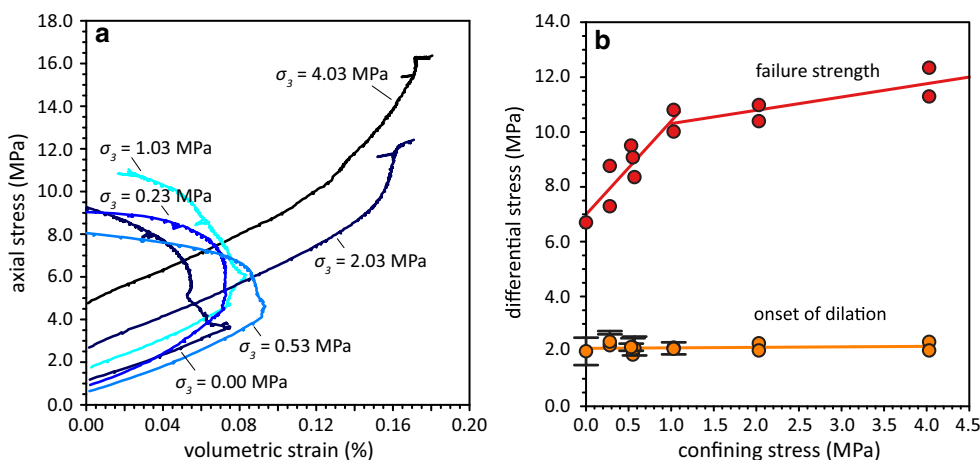 a
18.0
16.0
14.0
12.0
10.0
8.0
6.0
4.0
2.0
0.0
axial stress (MPa)
σ3 = 4.03 MPa
σ3 = 1.03 MPa
σ3 = 0.23 MPa
σ3 = 2.03 MPa
σ3 = 0.53 MPa
σ3 = 0.00 MPa
0.00 0.04 0.08 0.12 0.16 0.20
volumetric strain (%)
b
14.0
12.0
10.0
8.0
6.0
4.0
2.0
0.0
differential stress (MPa)
failure strength
onset of dilation
0.0 0.5 1.0 1.5 2.0 2.5 3.0 3.5 4.0 4.5
confining stress (MPa)